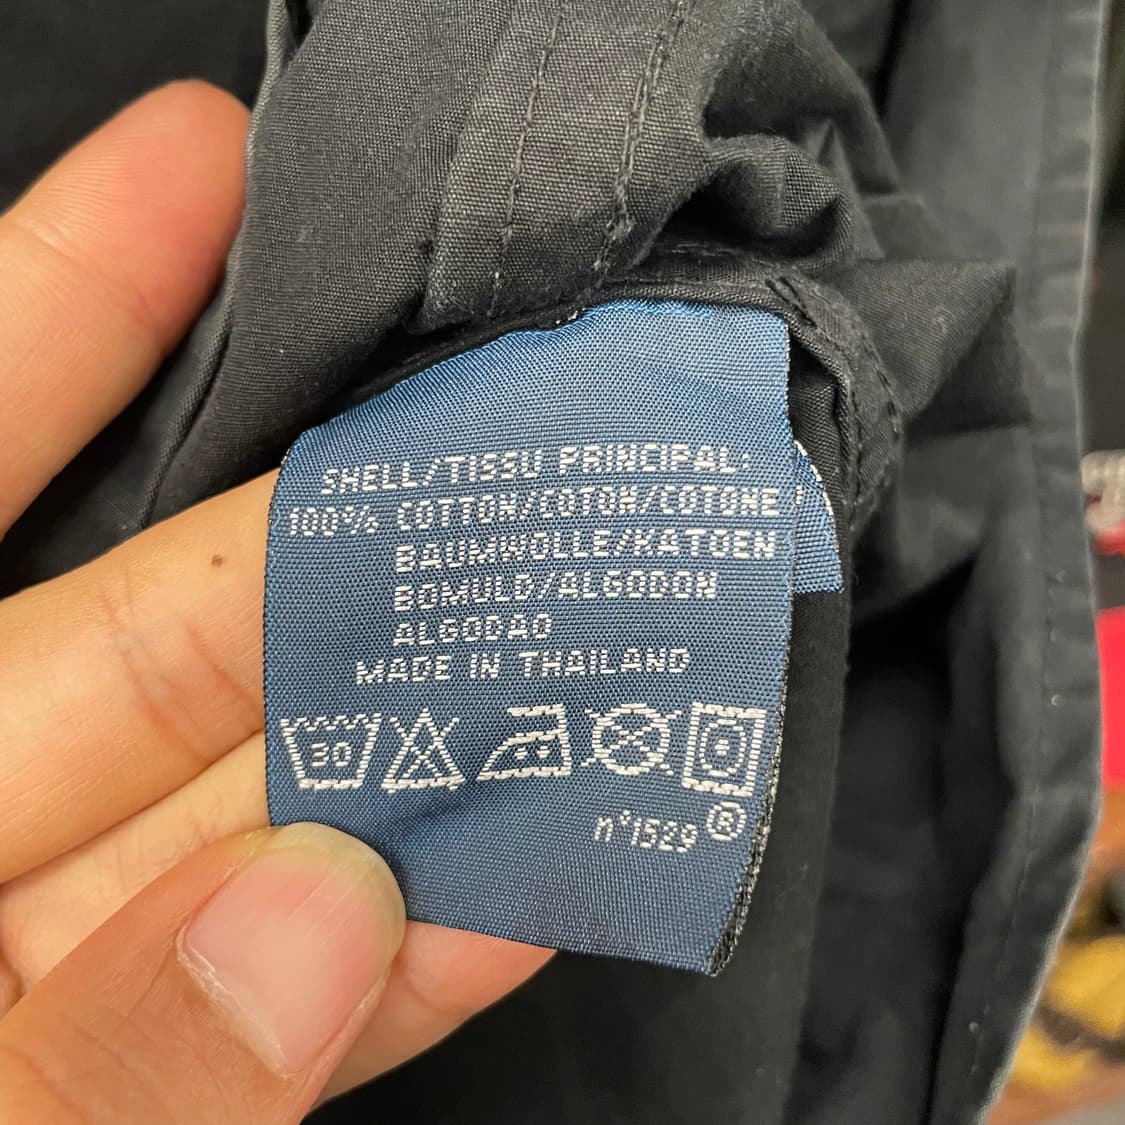 SHELL/TISSU PRINCIPAL:
100% COTTON/COTON/COTONE
BAUMWOLLE/KATOEN
BOMULD/ALGODON
ALGODAO
MADE IN THAILAND
30
n°1529 ®